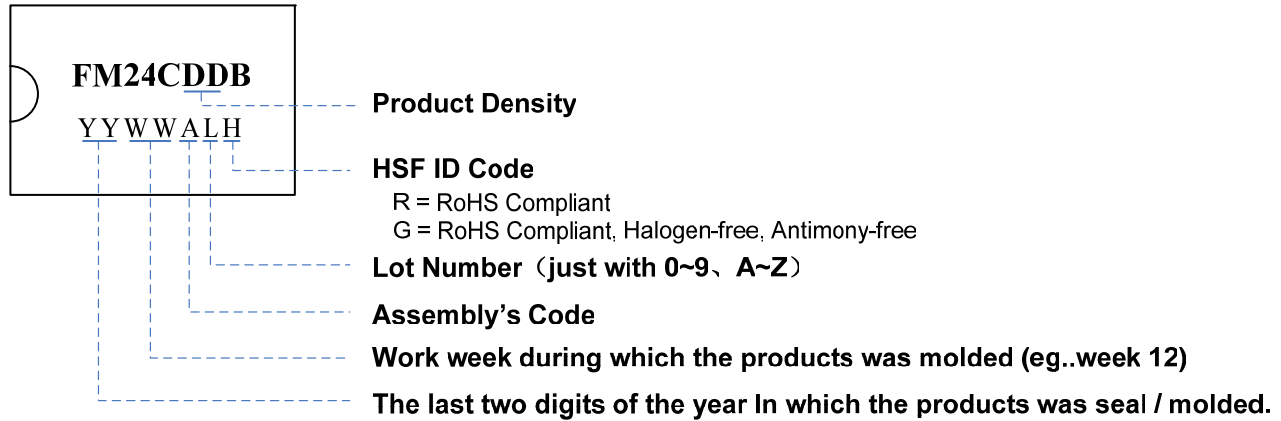 FM24CDDB
Product Density
YYWWALH
HSF ID Code
R = RoHS Compliant
G = RoHS Compliant, Halogen-free, Antimony-free
Lot Number（just with 0~9、A~Z）
Assembly’s Code
Work week during which the products was molded (eg..week 12)
The last two digits of the year In which the products was seal / molded.